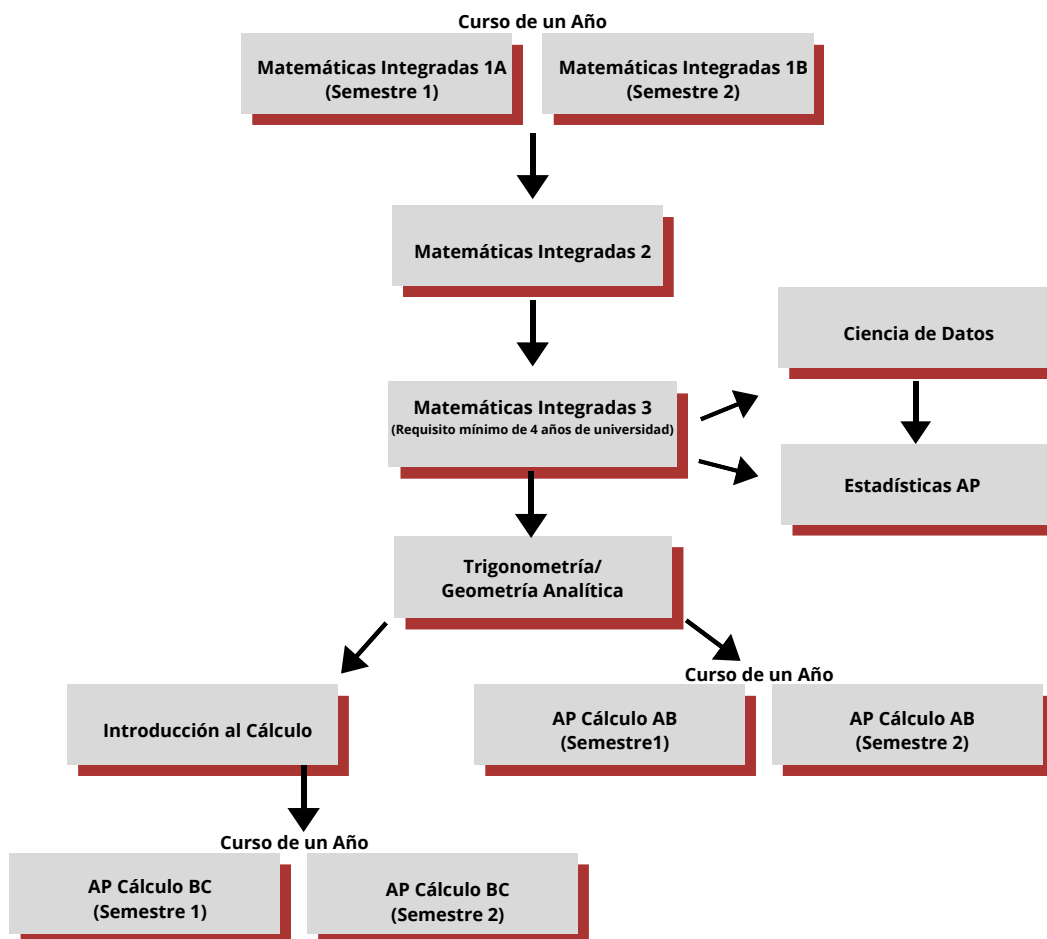 Curso de un Año
Matemáticas Integradas 1A
(Semestre 1)
Matemáticas Integradas 1B
(Semestre 2)
Matemáticas Integradas 2
Ciencia de Datos
Matemáticas Integradas 3
(Requisito mínimo de 4 años de universidad)
Estadísticas AP
Trigonometría/
Geometría Analítica
Curso de un Año
Introducción al Cálculo
AP Cálculo AB
(Semestre1)
AP Cálculo AB
(Semestre 2)
Curso de un Año
AP Cálculo BC
(Semestre 1)
AP Cálculo BC
(Semestre 2)